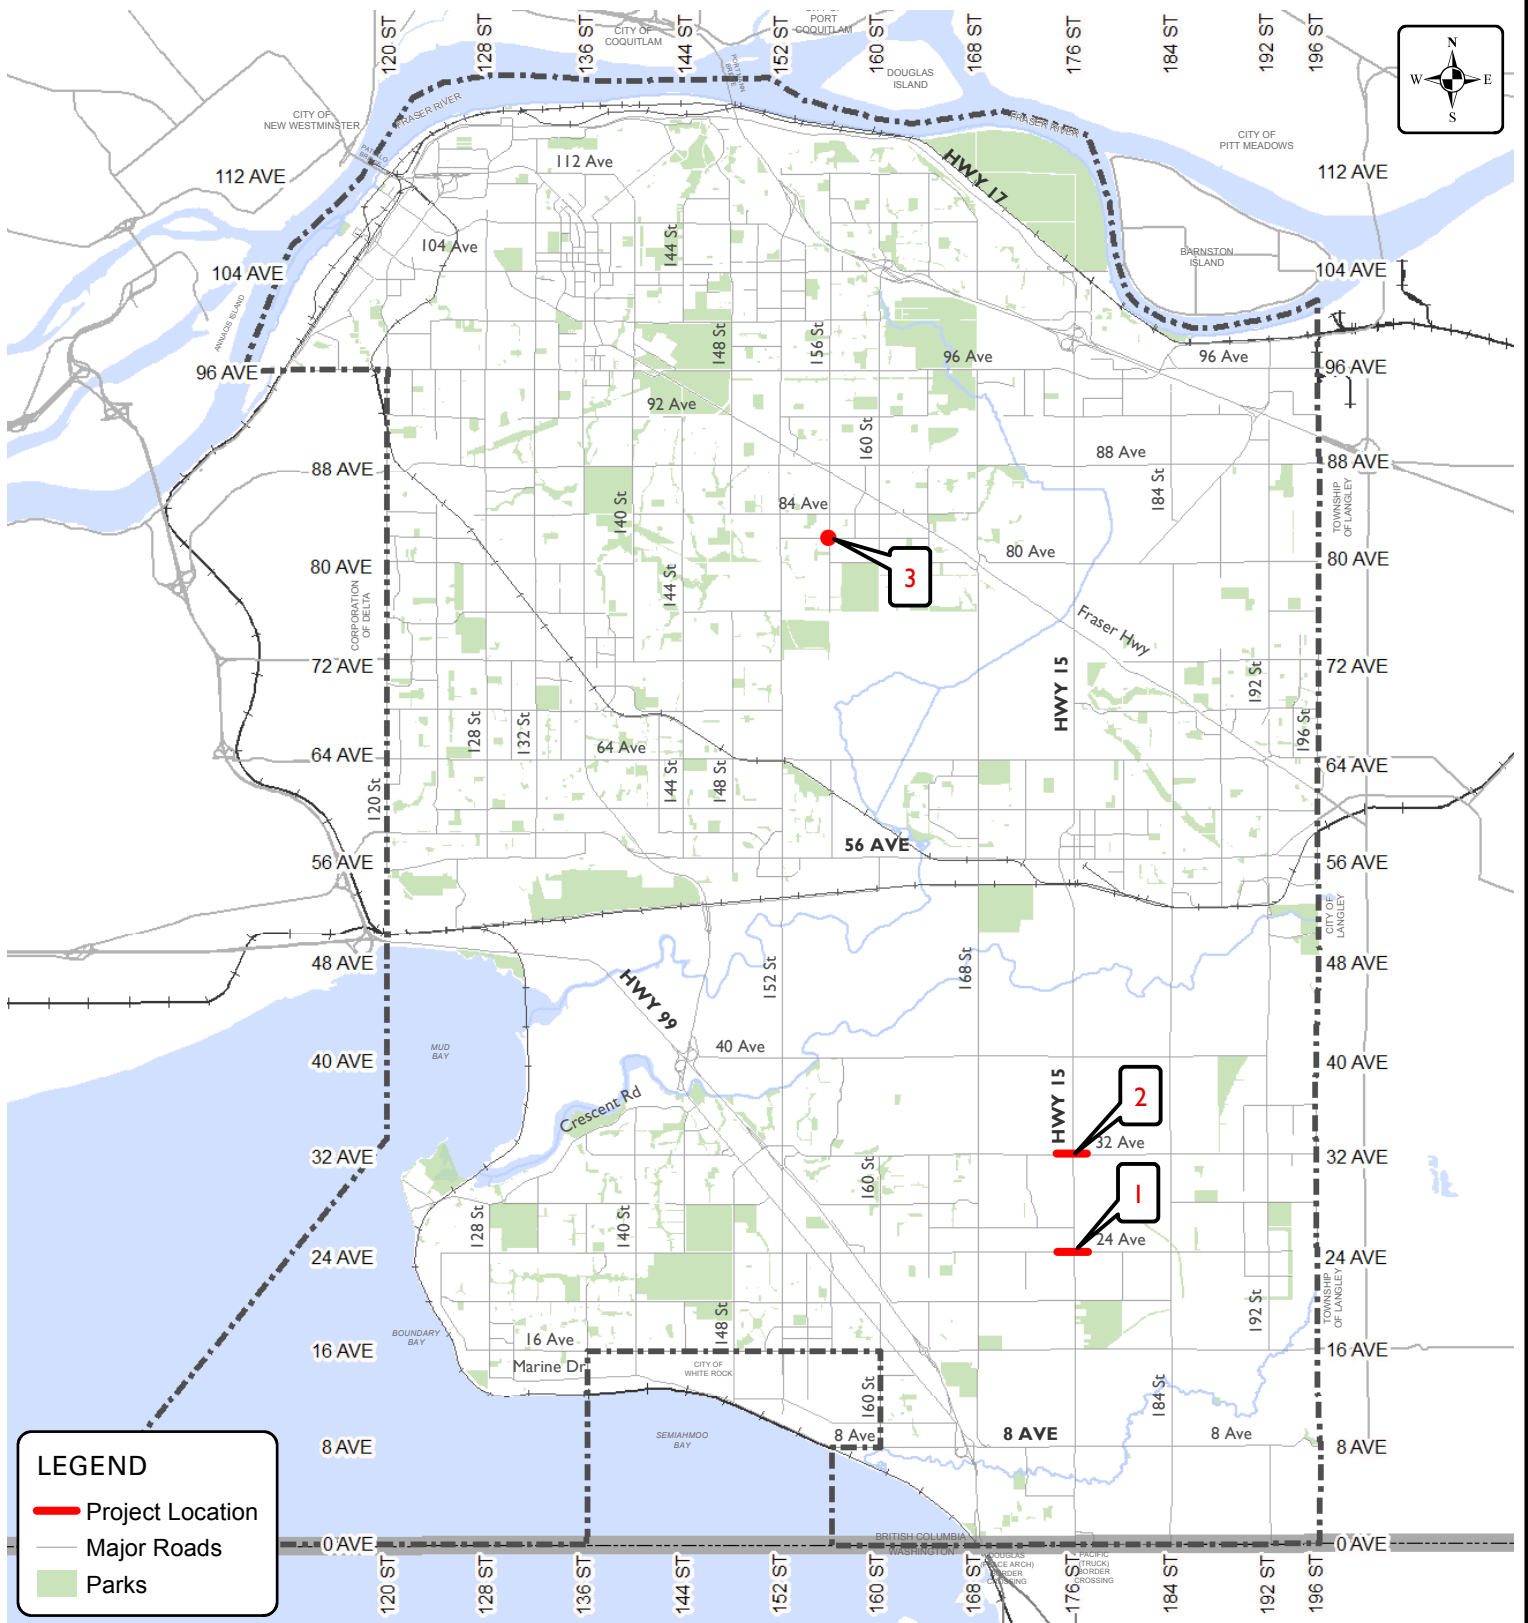 120 ST
128 ST
136 ST
144 ST
152 ST
160 ST
168 ST
176 ST
184 ST
192 ST
196 ST
CITY OF
COQUITLAM
PORT
COQUITLAM
DOUGLAS
ISLAND
N
W
E
S
CITY OF
NEW WESTMINSTER
FRASER RIVER
FRASER RIVER
CITY OF
PITT MEADOWS
112 AVE
112 Ave
HWY 17
112 AVE
104 AVE
104 Ave
144 St
BARNSTON
ISLAND
104 AVE
ANNACIS ISLAND
148 St
156 St
96 AVE
96 Ave
96 Ave
96 AVE
92 Ave
160 St
88 AVE
88 Ave
88 AVE
140 St
84 Ave
184 St
TOWNSHIP
OF LANGLEY
80 AVE
144 St
3
80 Ave
80 AVE
CORPORATION
OF DELTA
Fraser Hwy
72 AVE
HWY 15
192 St
72 AVE
128 St
132 St
196 St
64 AVE
64 Ave
64 AVE
120 St
144 St
148 St
56 AVE
56 AVE
56 AVE
CITY OF
LANGLEY
48 AVE
HWY 99
152 St
168 St
48 AVE
MUD
BAY
40 AVE
40 Ave
40 AVE
Crescent Rd
HWY 15
2
32 Ave
32 AVE
160 St
32 AVE
1
128 St
140 St
24 Ave
24 AVE
24 AVE
BOUNDARY
BAY
16 Ave
148 St
192 St
TOWNSHIP
OF LANGLEY
16 AVE
Marine Dr
CITY OF
WHITE ROCK
16 AVE
160 St
184 St
8 AVE
SEMIAHMOO
BAY
8 Ave
8 AVE
8 Ave
8 AVE
LEGEND
Project Location
Major Roads
Parks
0 AVE
BRITISH COLUMBIA
WASHINGTON
0 AVE
DOUGLAS
(PEACE ARCH)
BORDER
CROSSING
PACIFIC
(TRUCK)
BORDER
CROSSING
120 ST
128 ST
136 ST
144 ST
152 ST
160 ST
168 ST
176 ST
184 ST
192 ST
196 ST